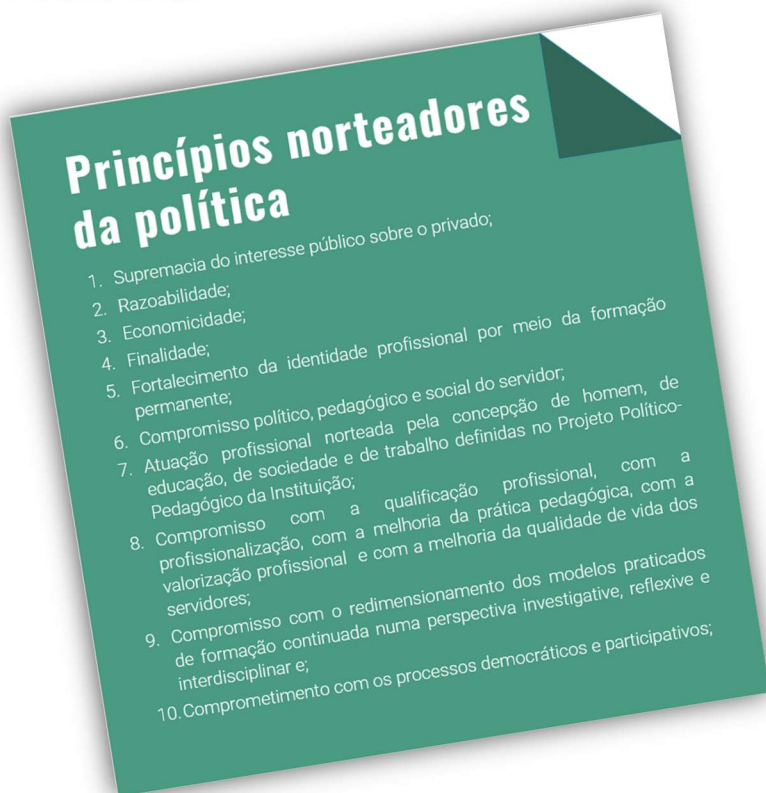 Princípios norteadores
da política
1. Supremacia do interesse público sobre o privado;
2. Razoabilidade;
3. Economicidade;
4. Finalidade;
5. Fortalecimento da identidade profissional por meio da formação
permanente;
6. Compromisso político, pedagógico e social do servidor;
7. Atuação profissional norteada pela concepção de homem, de
educação, de sociedade e de trabalho definidas no Projeto Político-
Pedagógico da Instituição;
8. Compromisso com a qualificação profissional, com a
profissionalização, com a melhoria da prática pedagógica, com a
valorização profissional e com a melhoria da qualidade de vida dos
servidores;
9. Compromisso com o redimensionamento dos modelos praticados
de formação continuada numa perspectiva investigative, reflexive e
interdisciplinar e;
10. Comprometimento com os processos democráticos e participativos;